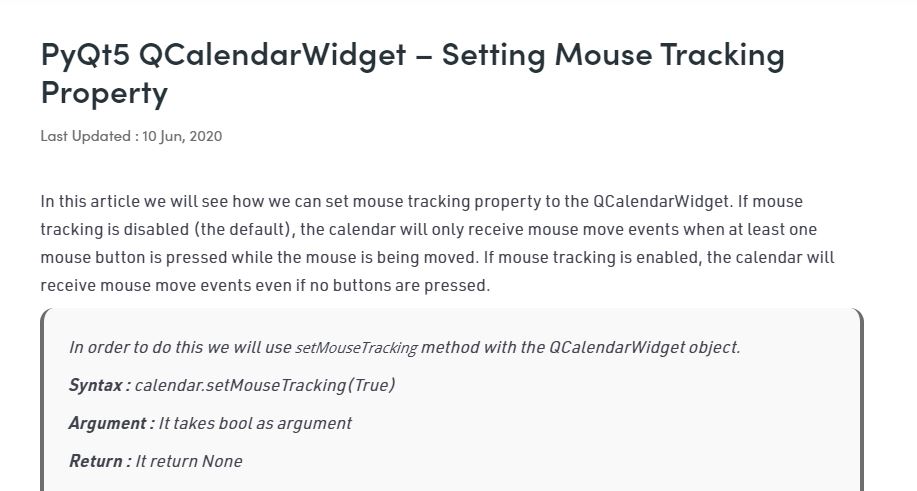 PyQt5 QCalendarWidget – Setting Mouse Tracking
Property
Last Updated : 10 Jun, 2020
In this article we will see how we can set mouse tracking property to the QCalendarWidget. If mouse
tracking is disabled (the default), the calendar will only receive mouse move events when at least one
mouse button is pressed while the mouse is being moved. If mouse tracking is enabled, the calendar will
receive mouse move events even if no buttons are pressed.
In order to do this we will use setMouseTracking method with the QCalendarWidget object.
Syntax : calendar.setMouseTracking(True)
Argument : It takes bool as argument
Return : It return None